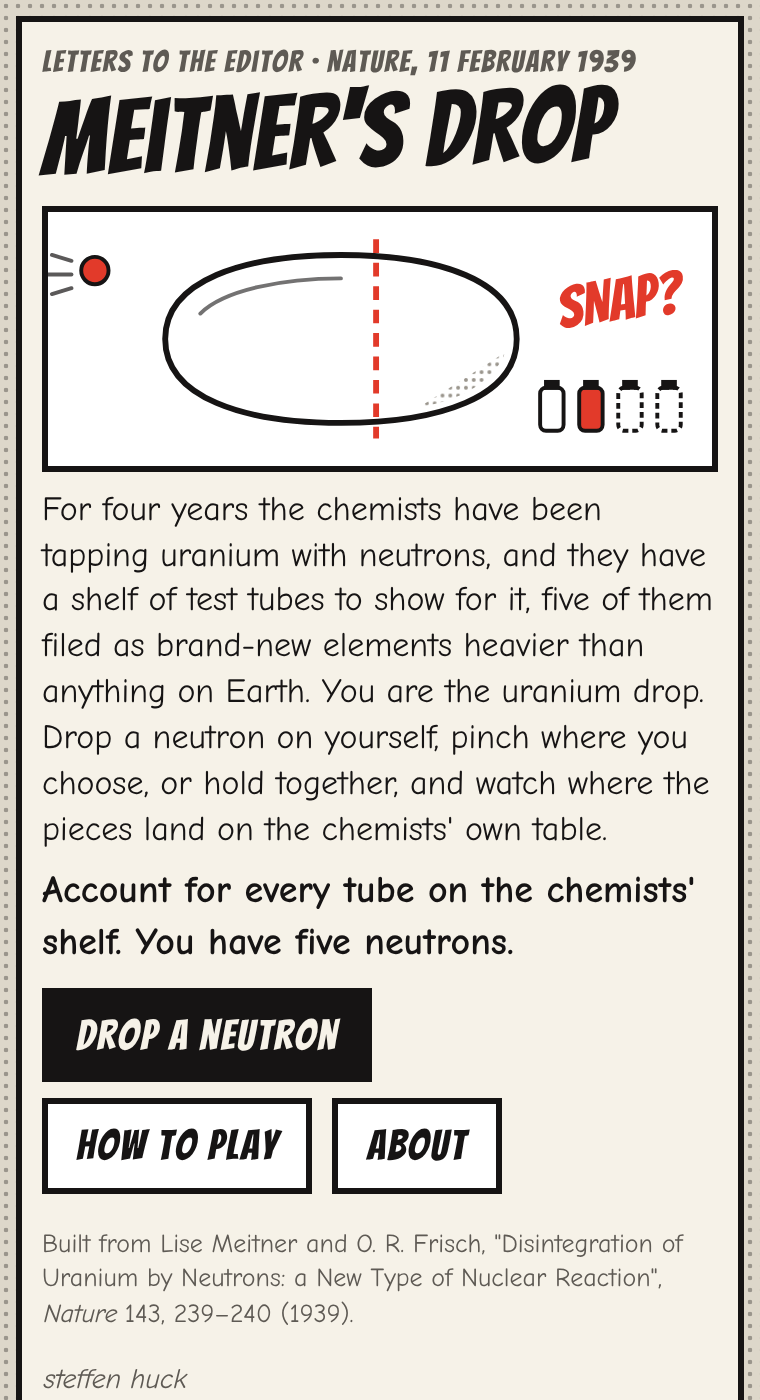 LETTERS TO THE EDITOR · NATURE, 11 FEBRUARY 1939
MEITNER'S DROP
SNAP?
For four years the chemists have been
tapping uranium with neutrons, and they have
a shelf of test tubes to show for it, five of them
filed as brand-new elements heavier than
anything on Earth. You are the uranium drop.
Drop a neutron on yourself, pinch where you
choose, or hold together, and watch where the
pieces land on the chemists' own table.
Account for every tube on the chemists'
shelf. You have five neutrons.
DROP A NEUTRON
HOW TO PLAY
ABOUT
Built from Lise Meitner and O. R. Frisch, "Disintegration of
Uranium by Neutrons: a New Type of Nuclear Reaction",
Nature 143, 239–240 (1939).
steffen huck